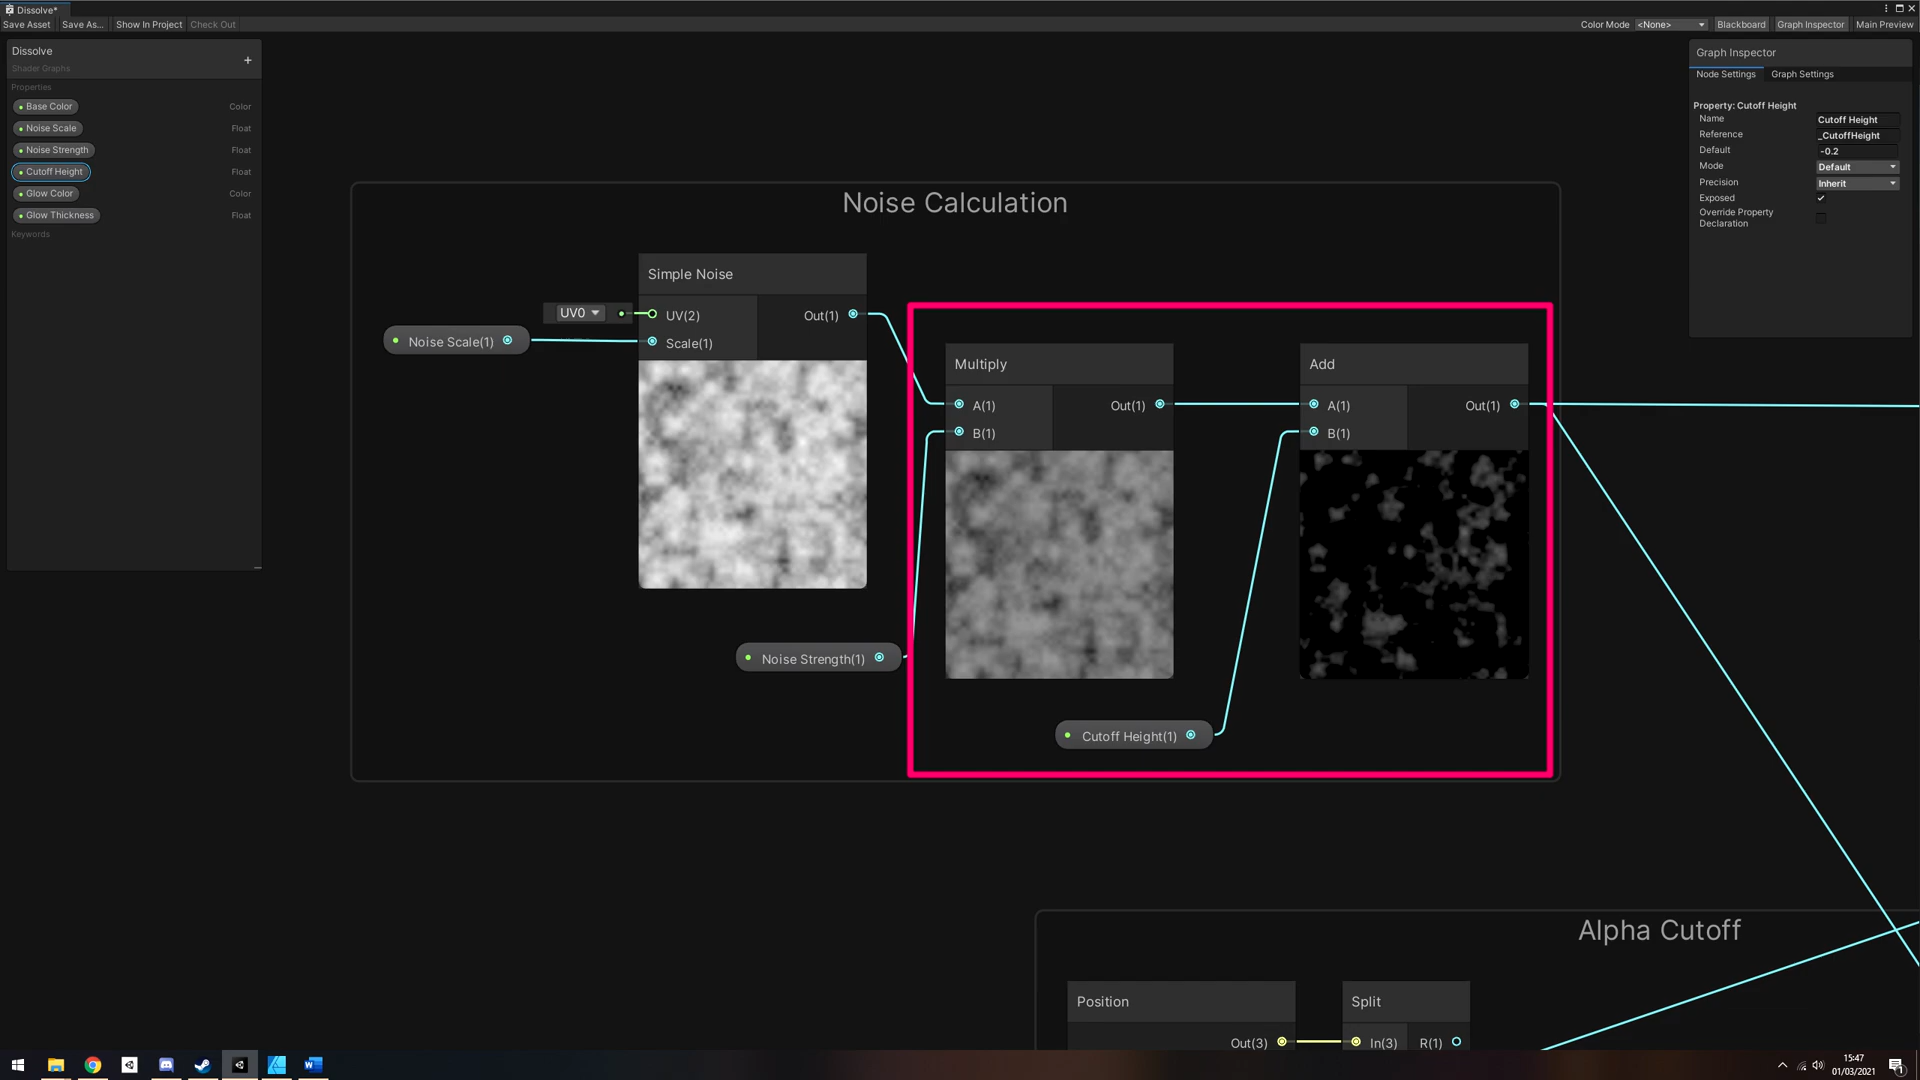 Dissolve*
Save Asset Save As... Show In Project Check Out
Color Mode <None> Blackboard Graph Inspector Main Preview
Dissolve
Shader Graphs
Properties
Base Color Color
Noise Scale Float
Noise Strength Float
Cutoff Height Float
Glow Color Color
Glow Thickness Float
Keywords
Graph Inspector
Node Settings Graph Settings
Property: Cutoff Height
Name Cutoff Height
Reference _CutoffHeight
Default -0.2
Mode Default
Precision Inherit
Exposed
Override Property
Declaration
Noise Calculation
Simple Noise
UV0 UV(2) Out(1)
Noise Scale(1) Scale(1)
Multiply
A(1) Out(1)
B(1)
Add
A(1) Out(1)
B(1)
Noise Strength(1)
Cutoff Height(1)
Alpha Cutoff
Position
Out(3)
Split
In(3) R(1)
15:47
01/03/2021